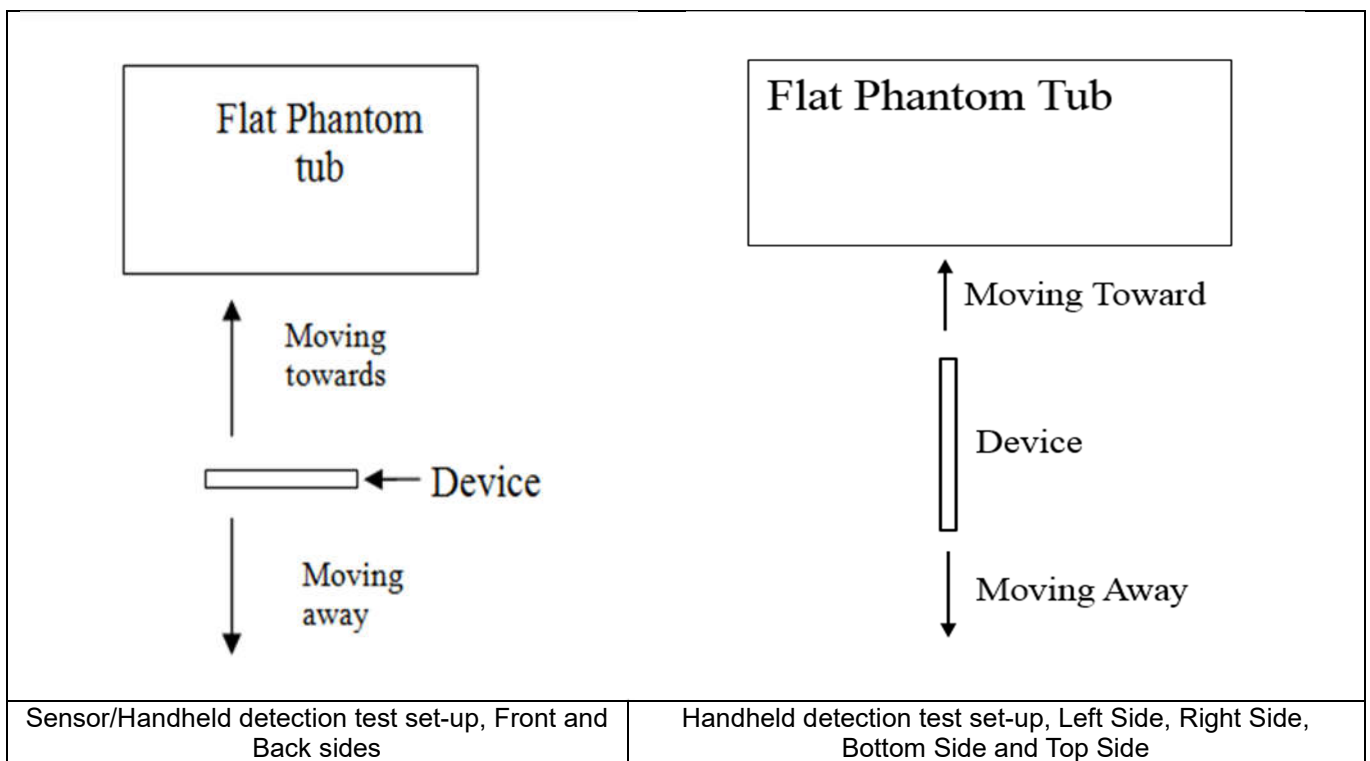 Flat Phantom
tub
Moving
towards
Device
Moving
away
Flat Phantom Tub
Moving Toward
Device
Moving Away
Sensor/Handheld detection test set-up, Front and
Back sides
Handheld detection test set-up, Left Side, Right Side,
Bottom Side and Top Side